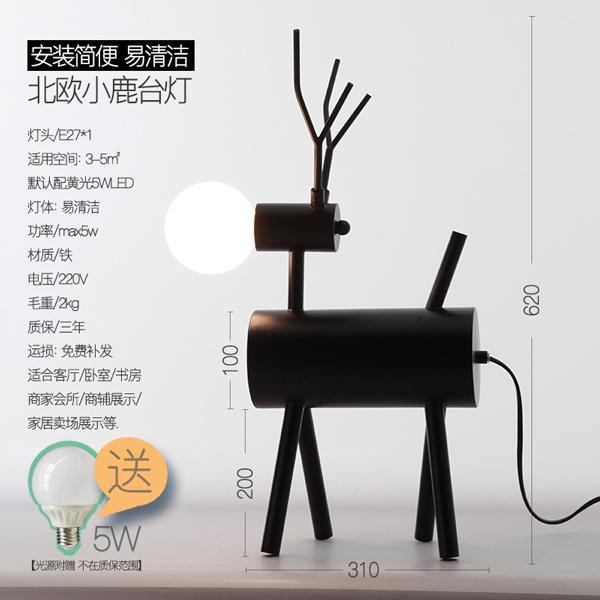 安装简便 易清洁
北欧小鹿台灯
灯头/E27*1
适用空间: 3-5㎡
默认配黄光5WLED
灯体: 易清洁
功率/max5w
材质/铁
电压/220V
毛重/2kg
质保/三年
运损: 免费补发
适合客厅/卧室/书房
商家会所/商辅展示/
家居卖场展示等.
送
5W
【光源附赠 不在质保范围】
100
200
310
620